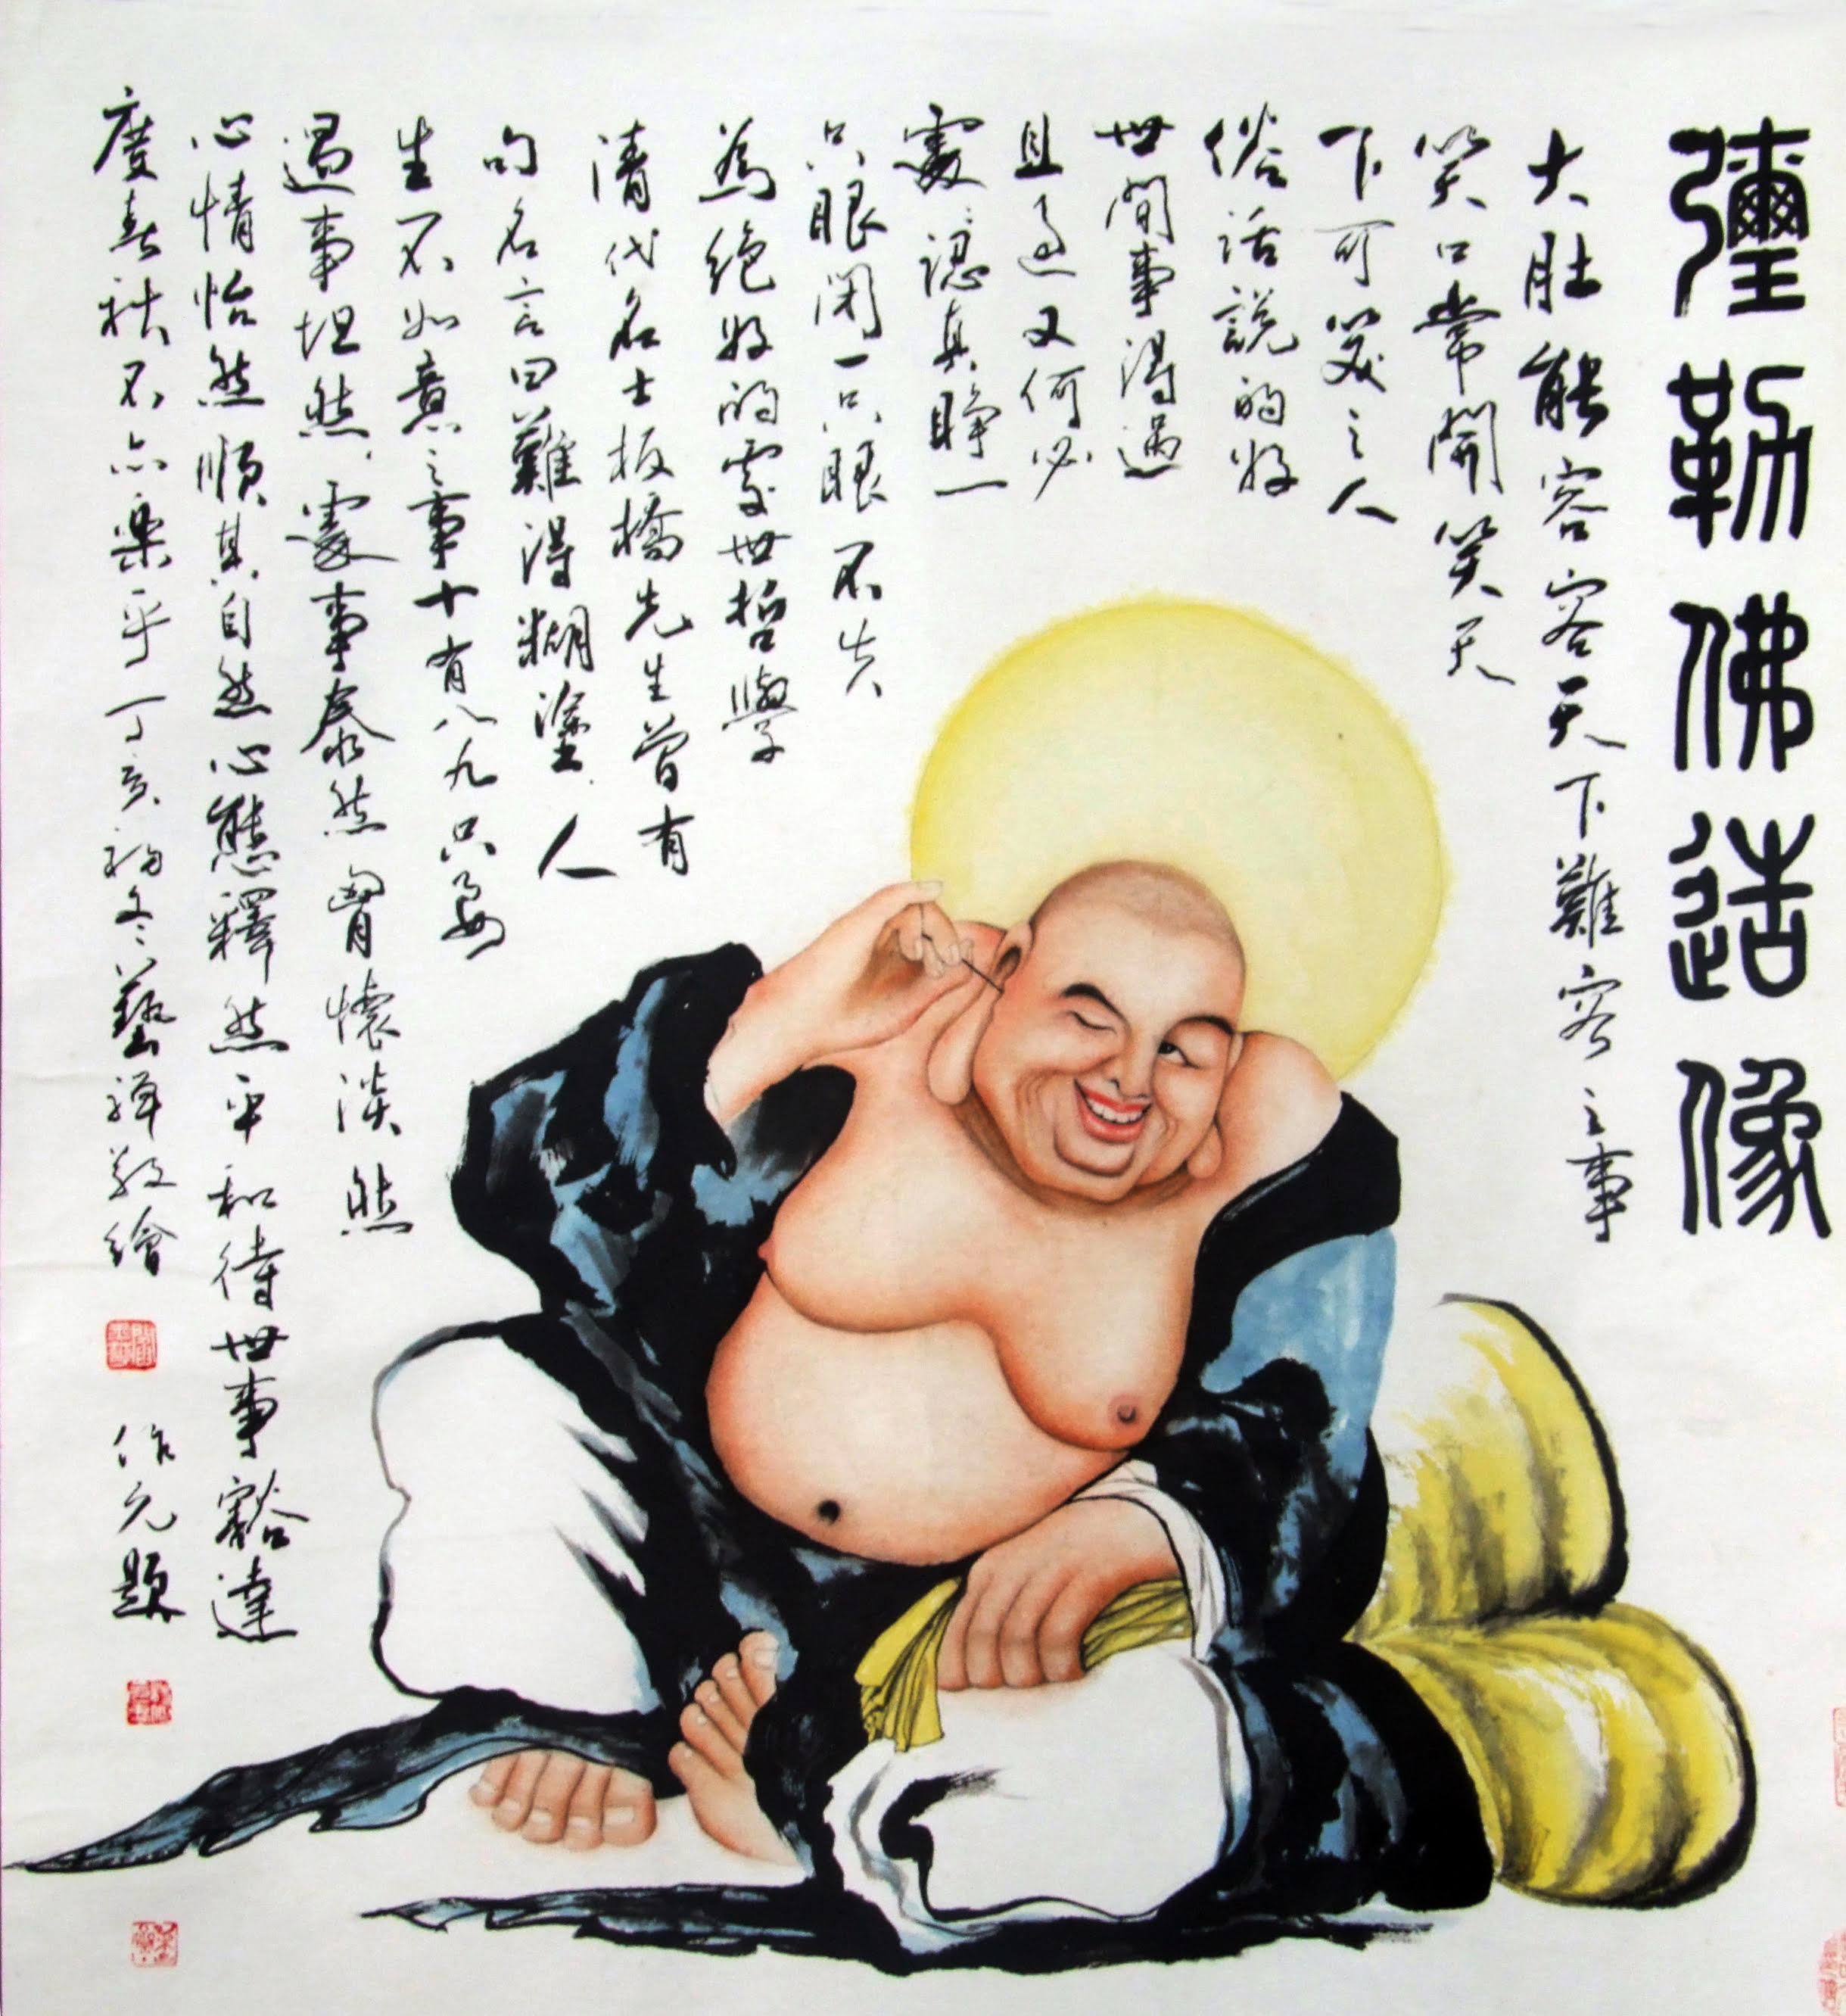 彌勒佛造像
大肚能容容天下難容之事
笑口常開笑天
下可笑之人
俗話說的好
世間事得過
且過又何必
處認真睜一
只眼閉一只眼不失
為絕好的處世哲學
清代名士板橋先生曾有
句名言曰難得糊塗人
生不如意之事十有八九只要
遇事坦然處事泰然胸懷淡然
心情怡然順其自然心態釋然平和待世事豁達
度春秋不亦樂乎丁亥初冬藝禪敬繪
作元題